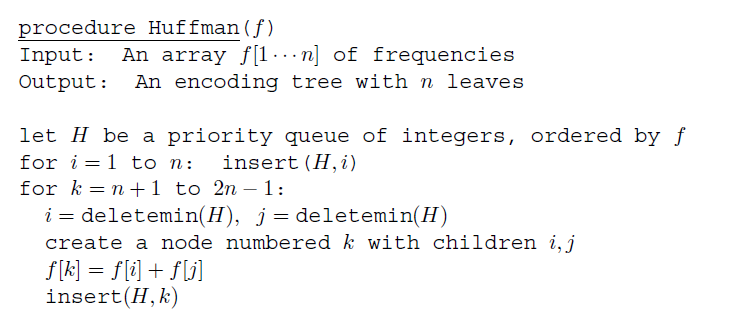 procedure Huffman(f)
Input: An array f[1···n] of frequencies
Output: An encoding tree with n leaves
let H be a priority queue of integers, ordered by f
for i = 1 to n: insert(H,i)
for k = n + 1 to 2n − 1:
i = deletemin(H), j = deletemin(H)
create a node numbered k with children i,j
f[k] = f[i] + f[j]
insert(H,k)